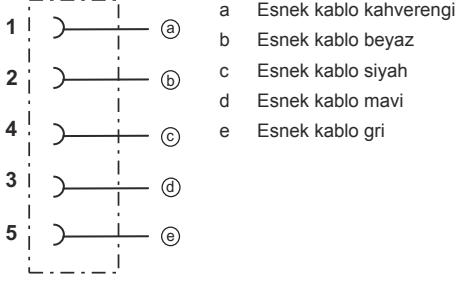 1 a
2 b
4 c
3 d
5 e
a Esnek kablo kahverengi
b Esnek kablo beyaz
c Esnek kablo siyah
d Esnek kablo mavi
e Esnek kablo gri